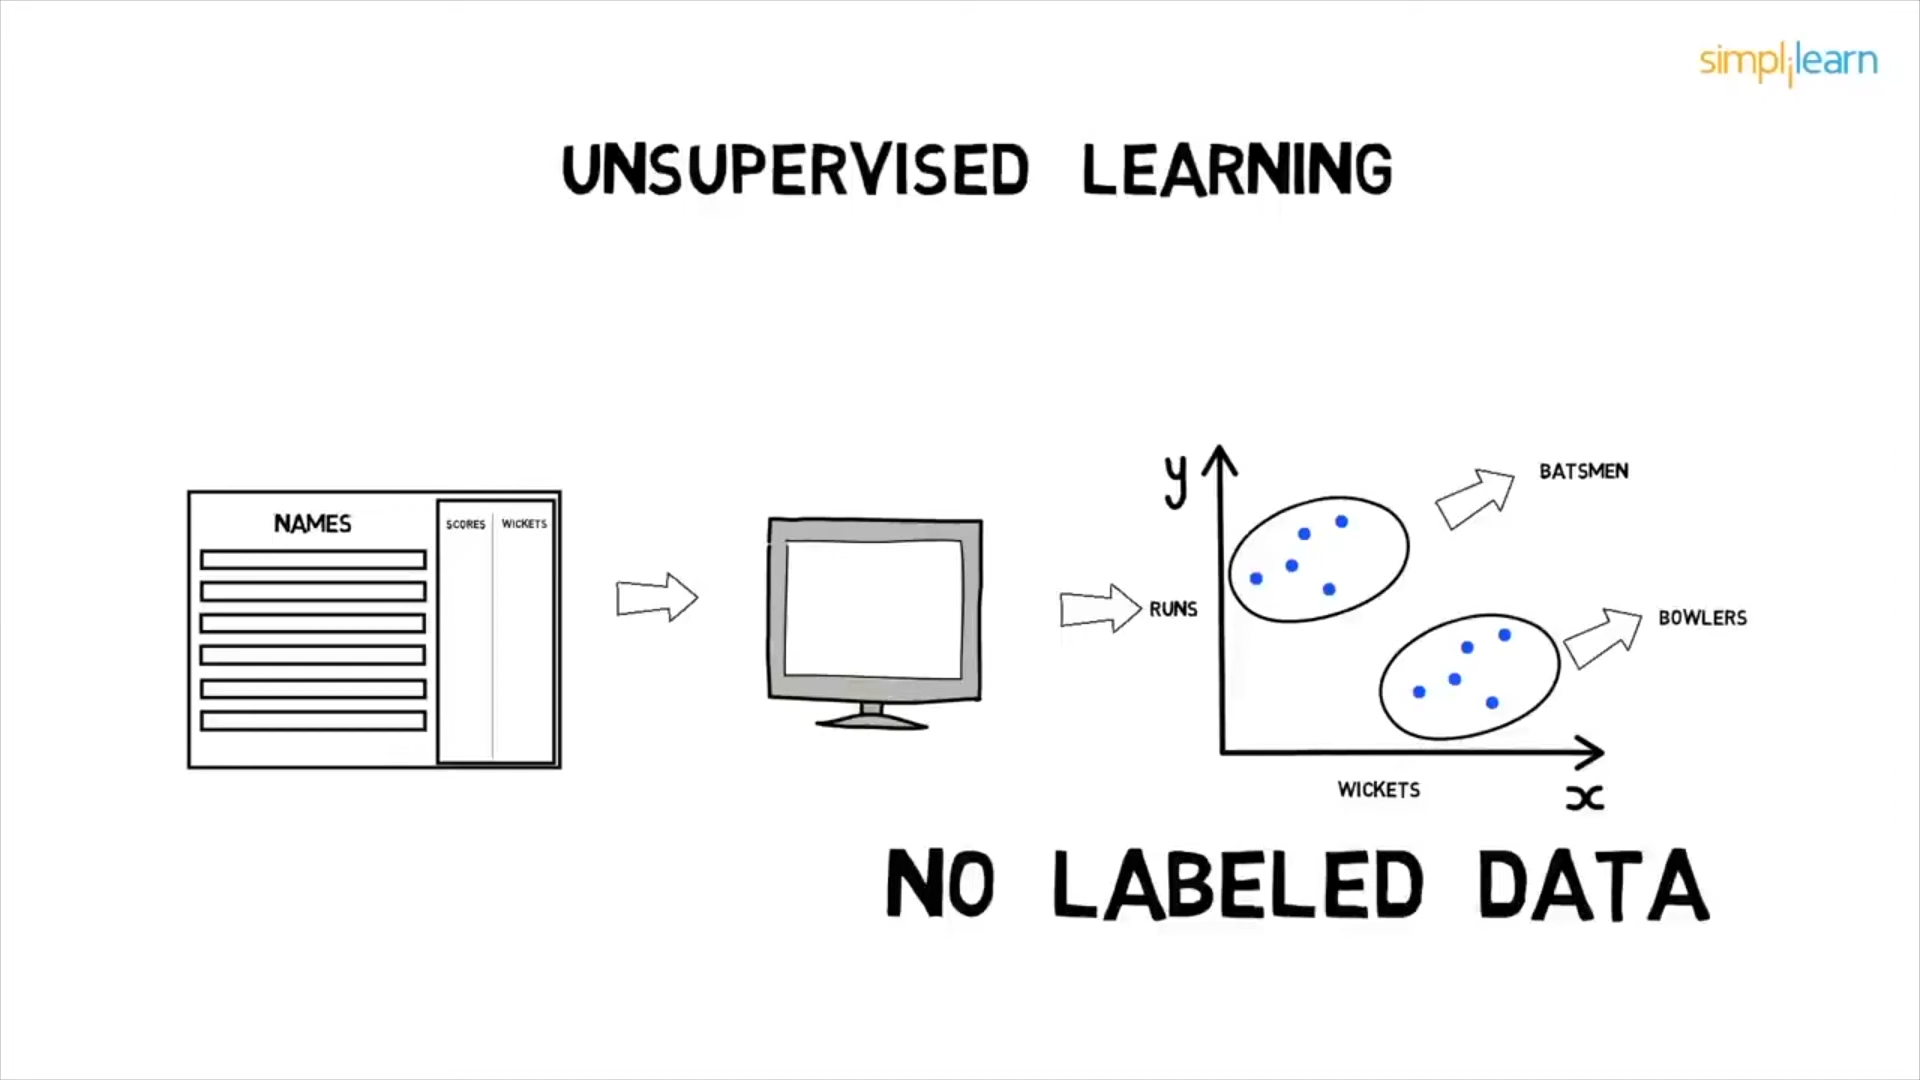 simplilearn
UNSUPERVISED LEARNING
NAMES
SCORES WICKETS
y
BATSMEN
RUNS
BOWLERS
WICKETS
x
NO LABELED DATA